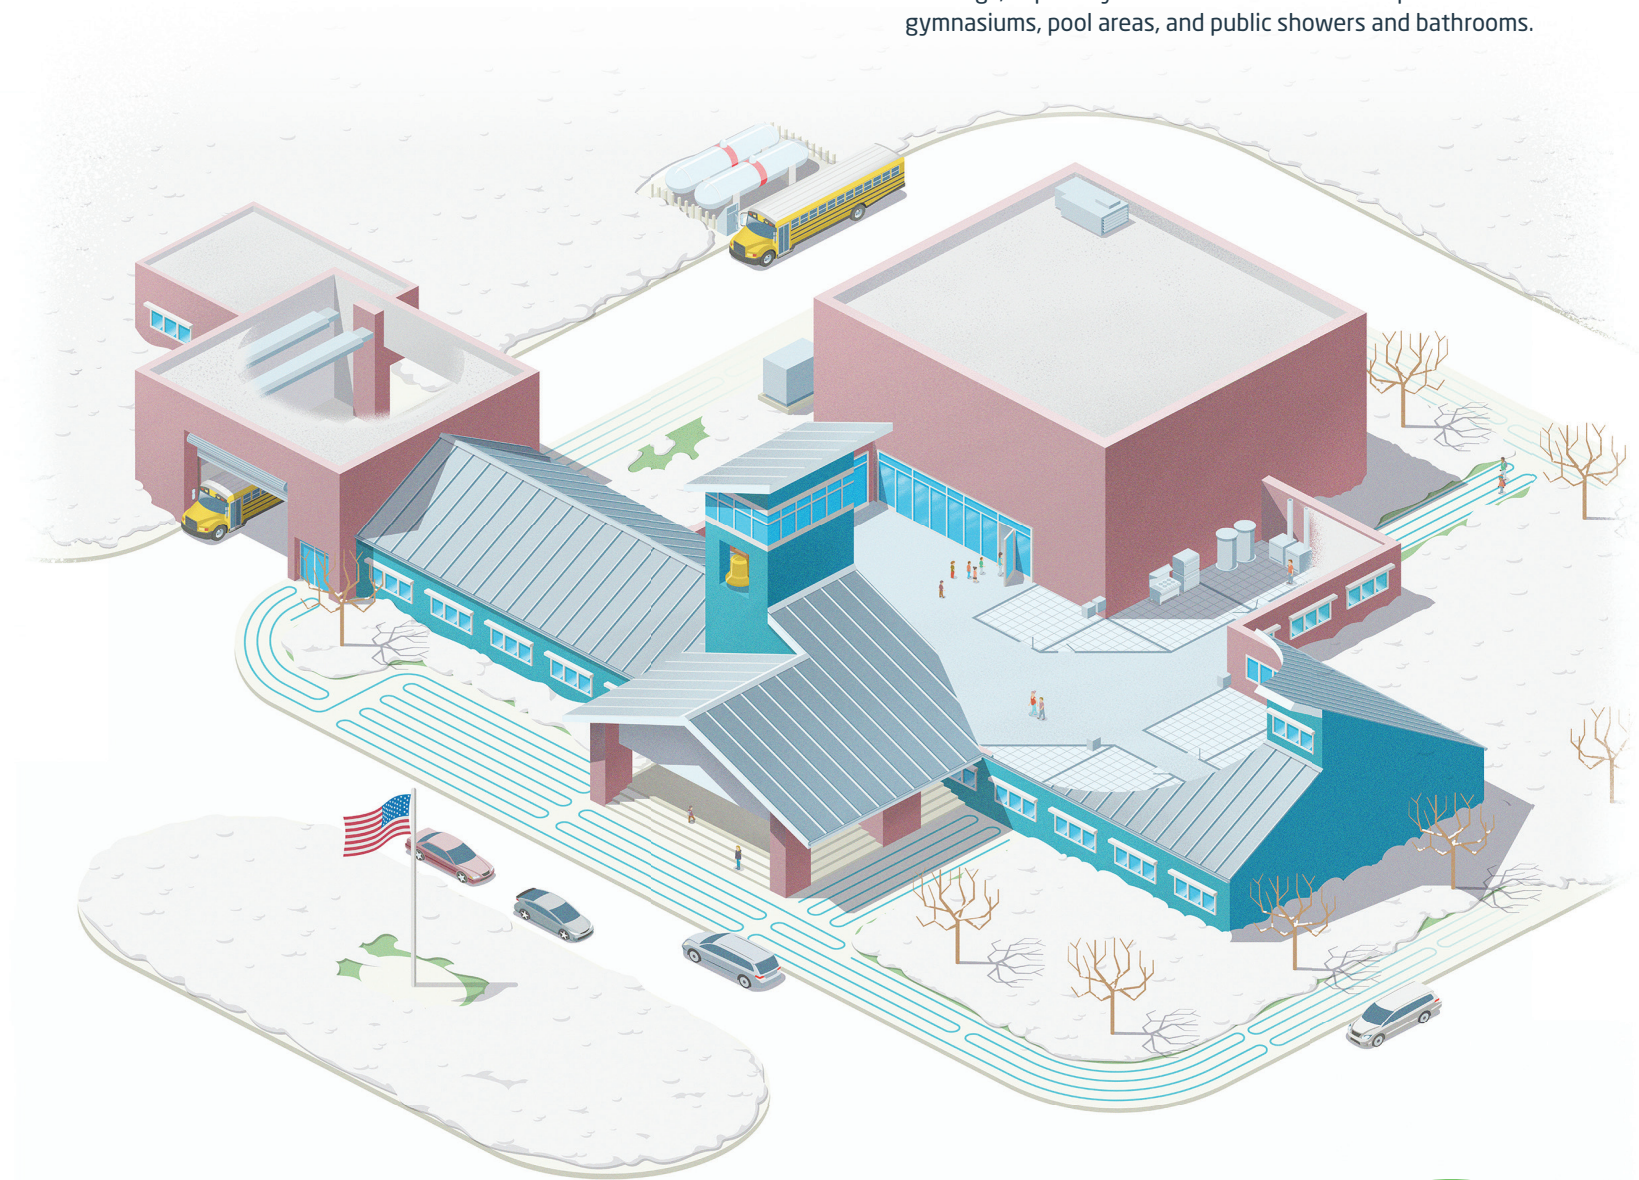 gymnasiums, pool areas, and public showers and bathrooms.